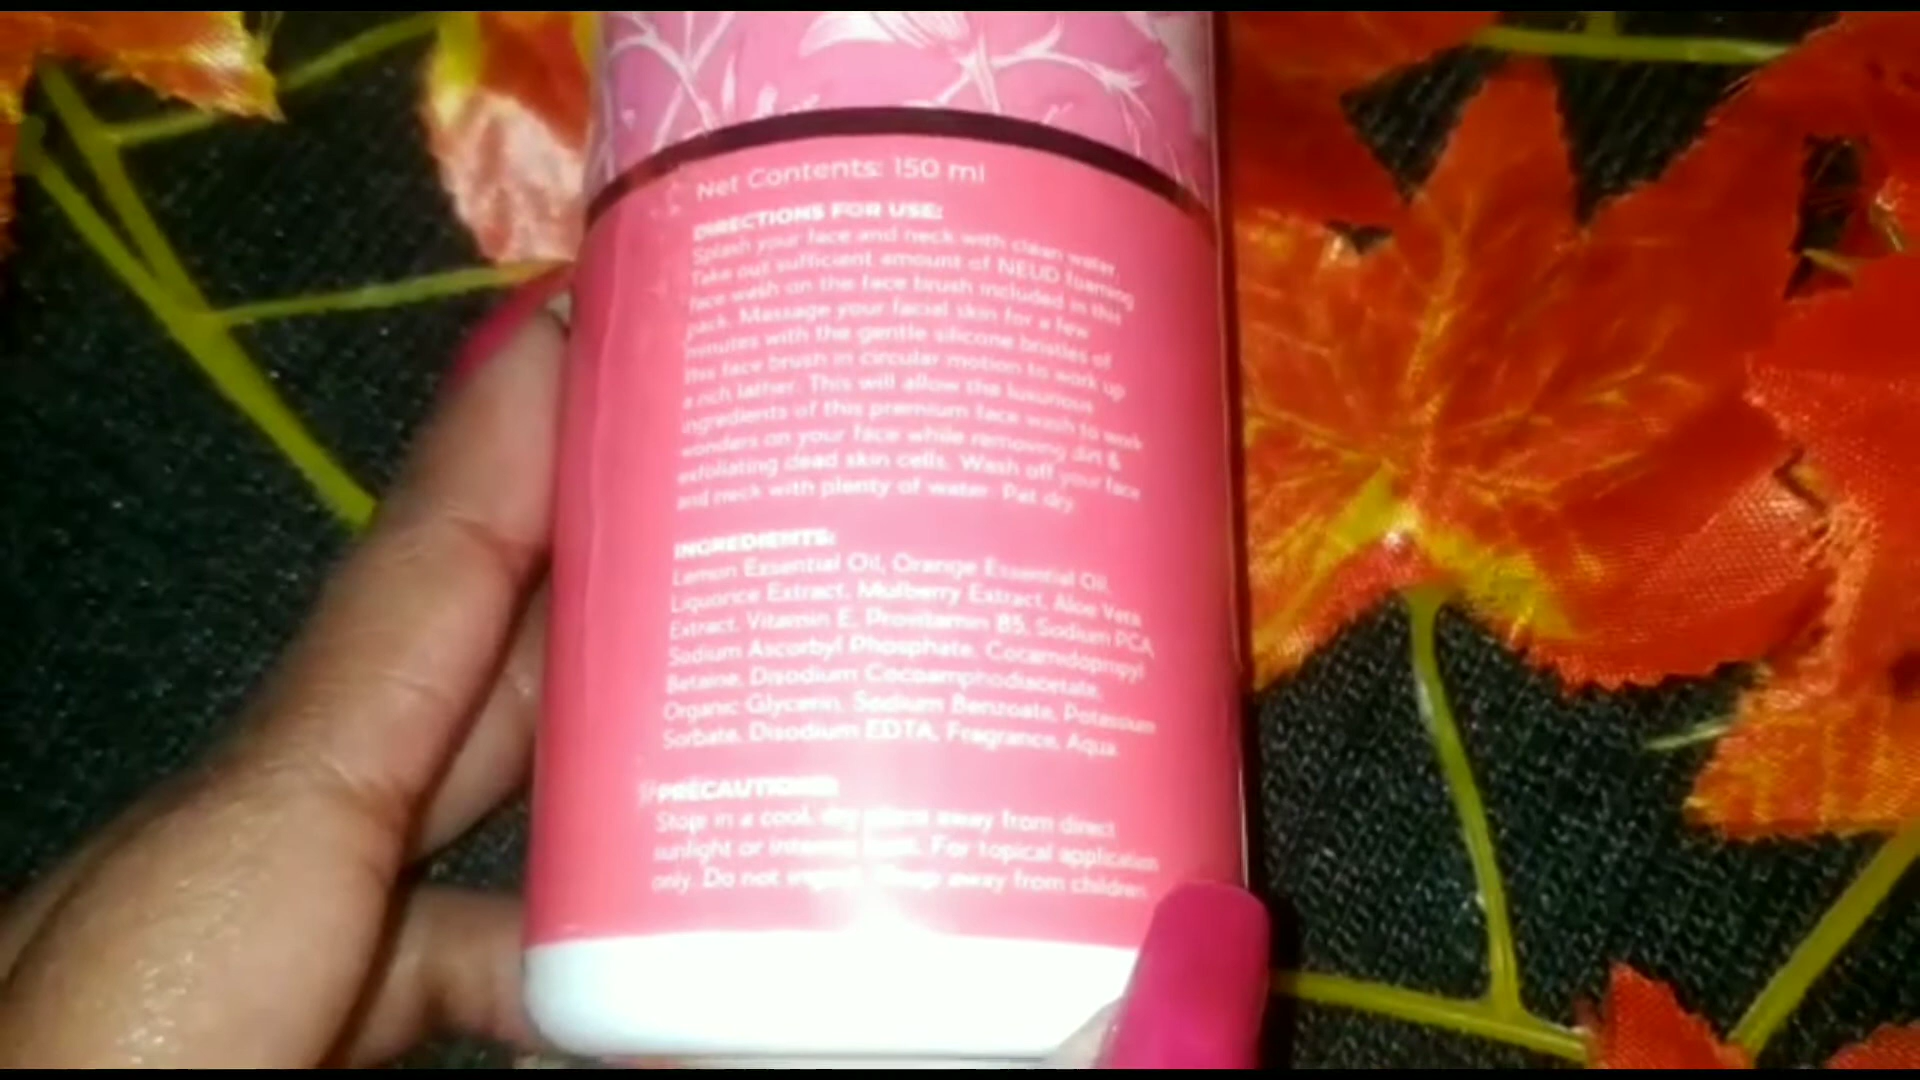 Net Contents: 150 ml
DIRECTIONS FOR USE:
Splash your face and neck with clean water.
Take out sufficient amount of NEUD foaming
face wash on the face brush included in this
pack. Massage your facial skin for a few
minutes with the gentle silicone bristles of
this face brush in circular motion to work up
a rich lather. This will allow the luxurious
ingredients of this premium face wash to work
wonders on your face while removing dirt &
exfoliating dead skin cells. Wash off your face
and neck with plenty of water. Pat dry.
INGREDIENTS:
Lemon Essential Oil, Orange Essential Oil,
Liquorice Extract, Mulberry Extract, Aloe Vera
Extract, Vitamin E, Provitamin B5, Sodium PCA
Sodium Ascorbyl Phosphate, Cocamidopropyl
Betaine, Disodium Cocoamphodiacetate,
Organic Glycerin, Sodium Benzoate, Potassium
Sorbate, Disodium EDTA, Fragrance, Aqua.
PRECAUTIONS:
in a cool, dry away from direct
sunlight or For topical application
only. Do not away from children.